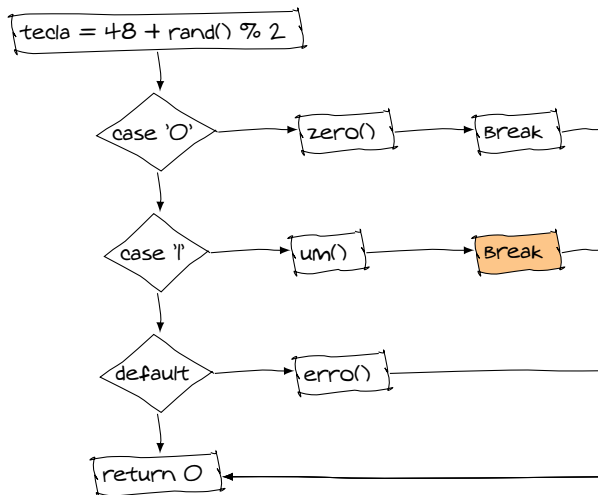 tecla = 48 + rand() % 2
case '0'
zero()
Break
case '1'
um()
Break
default
erro()
return 0